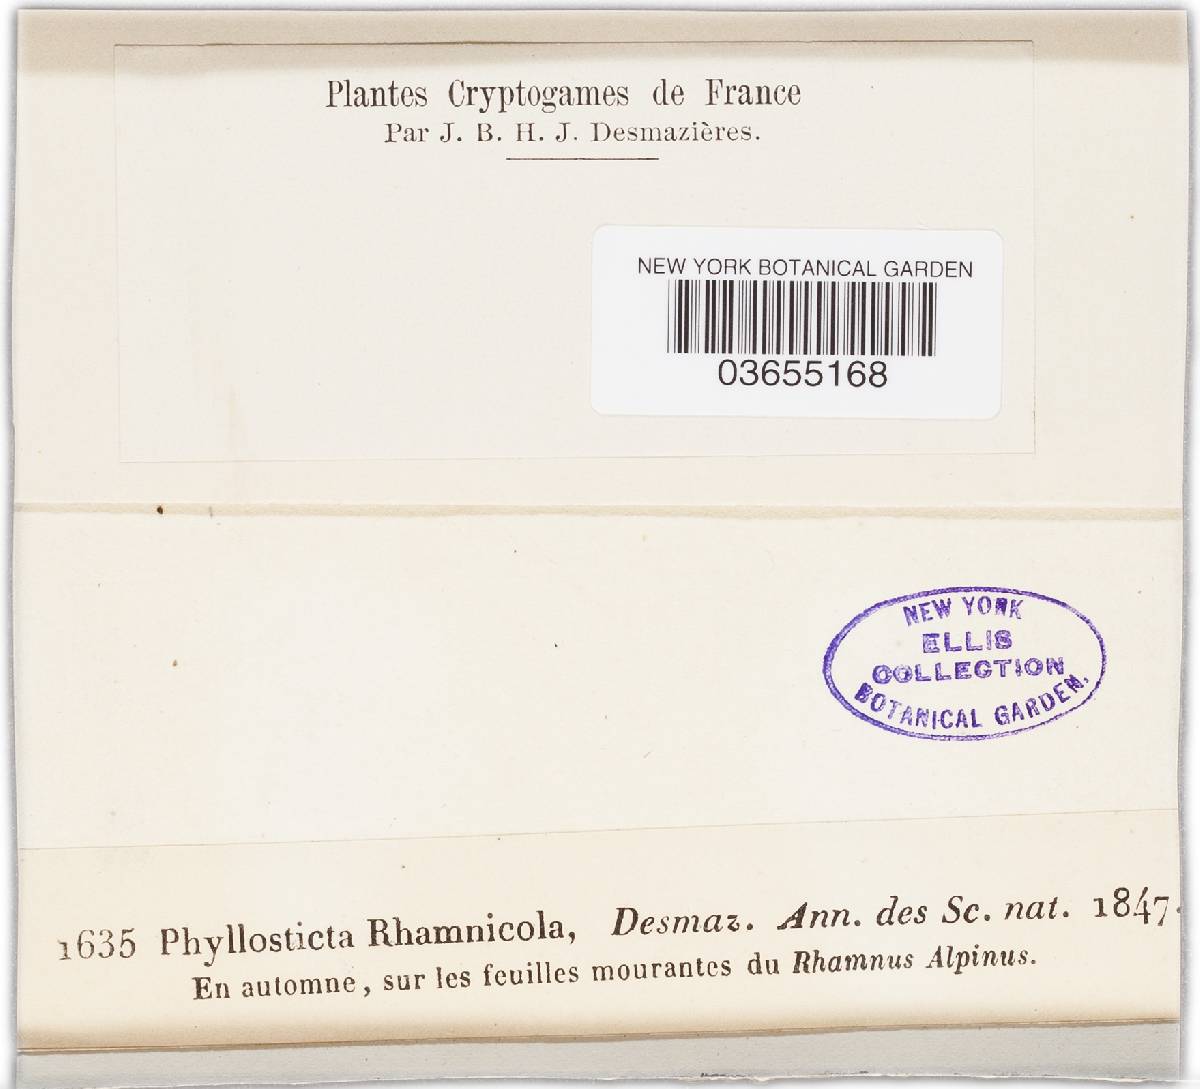 Plantes Cryptogames de France
Par J. B. H. J. Desmazières.
NEW YORK BOTANICAL GARDEN
03655168
NEW YORK
ELLIS
COLLECTION
BOTANICAL GARDEN.
1635 Phyllosticta Rhamnicola, Desmaz. Ann. des Sc. nat. 1847.
En automne, sur les feuilles mourantes du Rhamnus Alpinus.